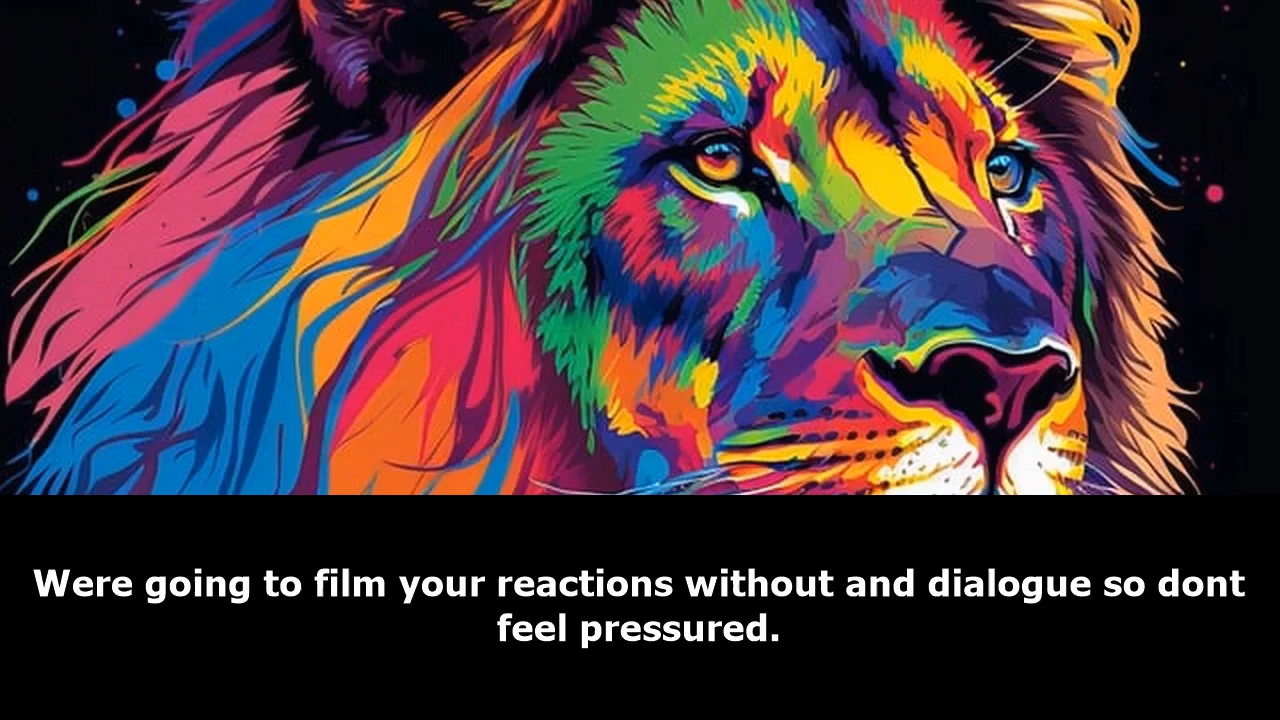 Were going to film your reactions without and dialogue so dont
feel pressured.